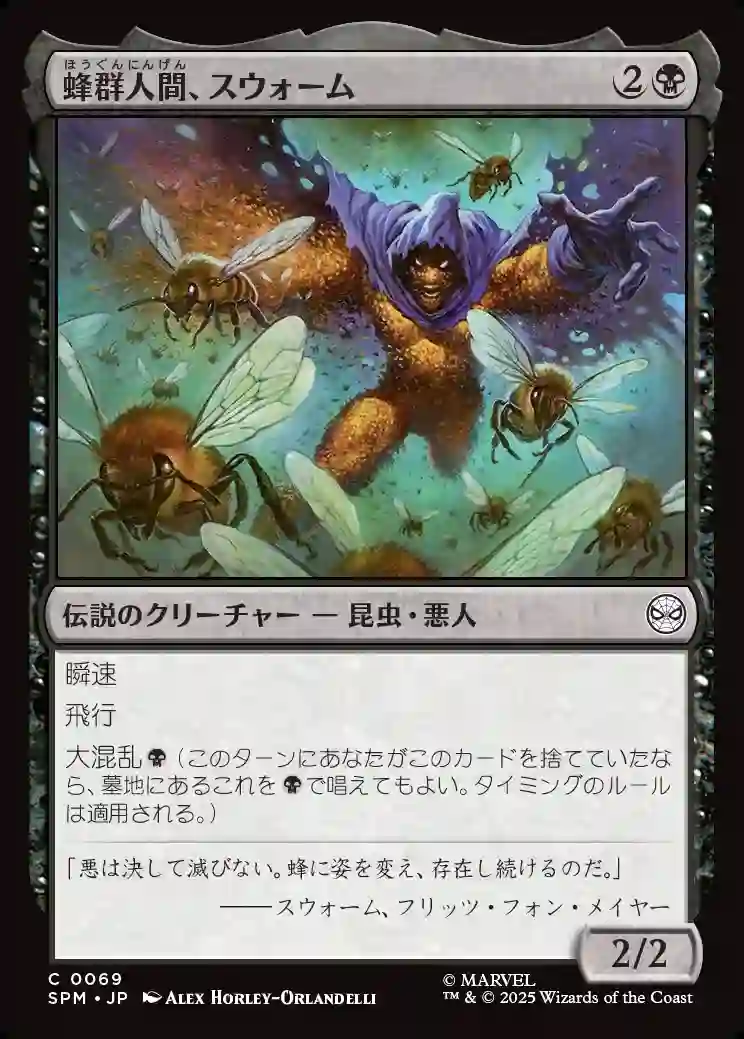 ほうぐんにんげん
蜂群人間、スウォーム
2
伝説のクリーチャー — 昆虫・悪人
瞬速
飛行
大混乱（このターンにあなたがこのカードを捨てていたな
ら、墓地にあるこれをで唱えてもよい。タイミングのルール
は適用される。）
「悪は決して滅びない。蜂に姿を変え、存在し続けるのだ。」
──スウォーム、フリッツ・フォン・メイヤー
2/2
C 0069
SPM • JP Alex Horley-Orlandelli
© MARVEL
™ & © 2025 Wizards of the Coast